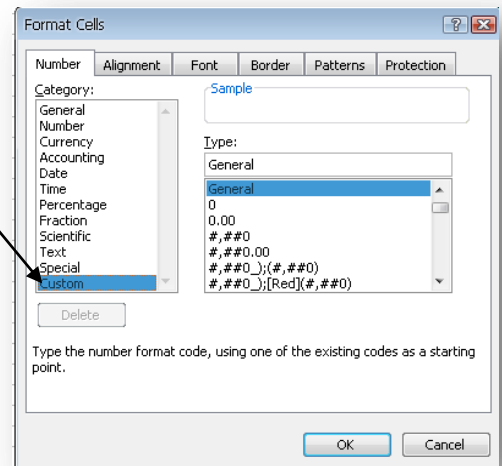 Format Cells
Number Alignment Font Border Patterns Protection
Category:
General
Number
Currency
Accounting
Date
Time
Percentage
Fraction
Scientific
Text
Special
Custom
Sample
Type:
General
General
0
0.00
#,##0
#,##0.00
#,##0_);(#,##0)
#,##0_);[Red](#,##0)
Delete
Type the number format code, using one of the existing codes as a starting
point.
OK Cancel